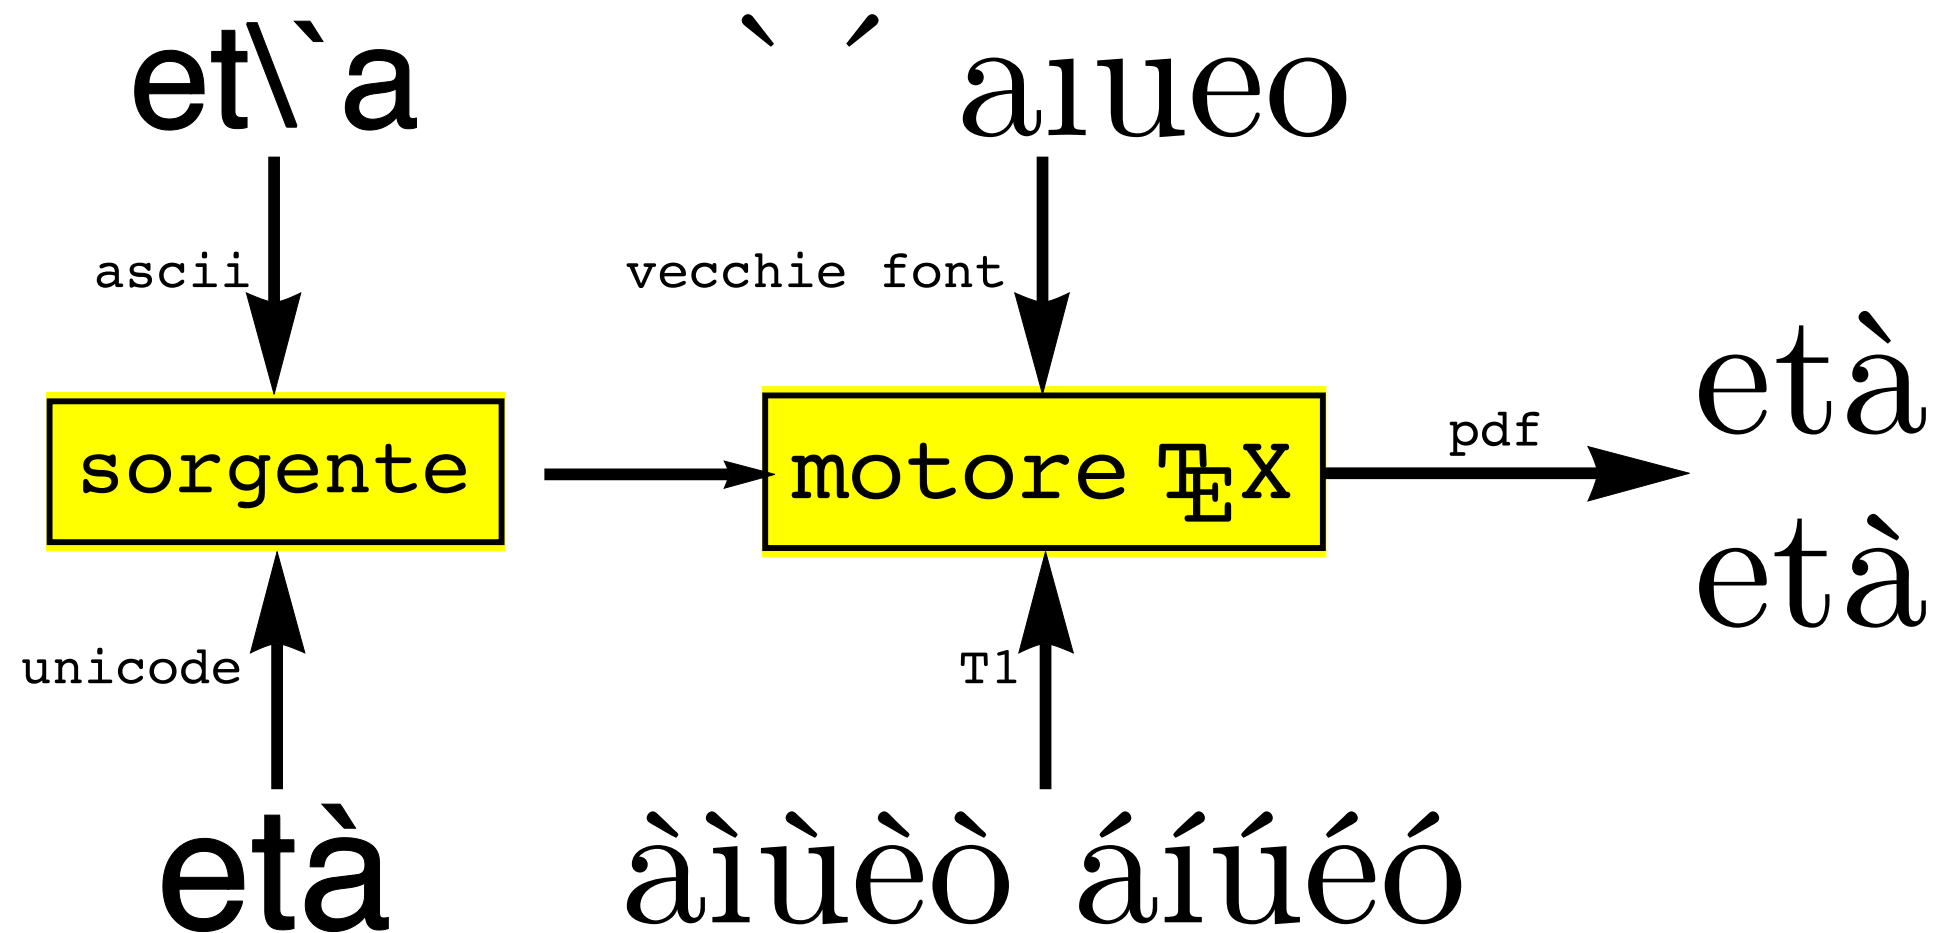 et\`a
` ´ aıueo
ascii
vecchie font
età
sorgente
motore TEX
pdf
età
unicode
T1
età
àìùèò áíúéó